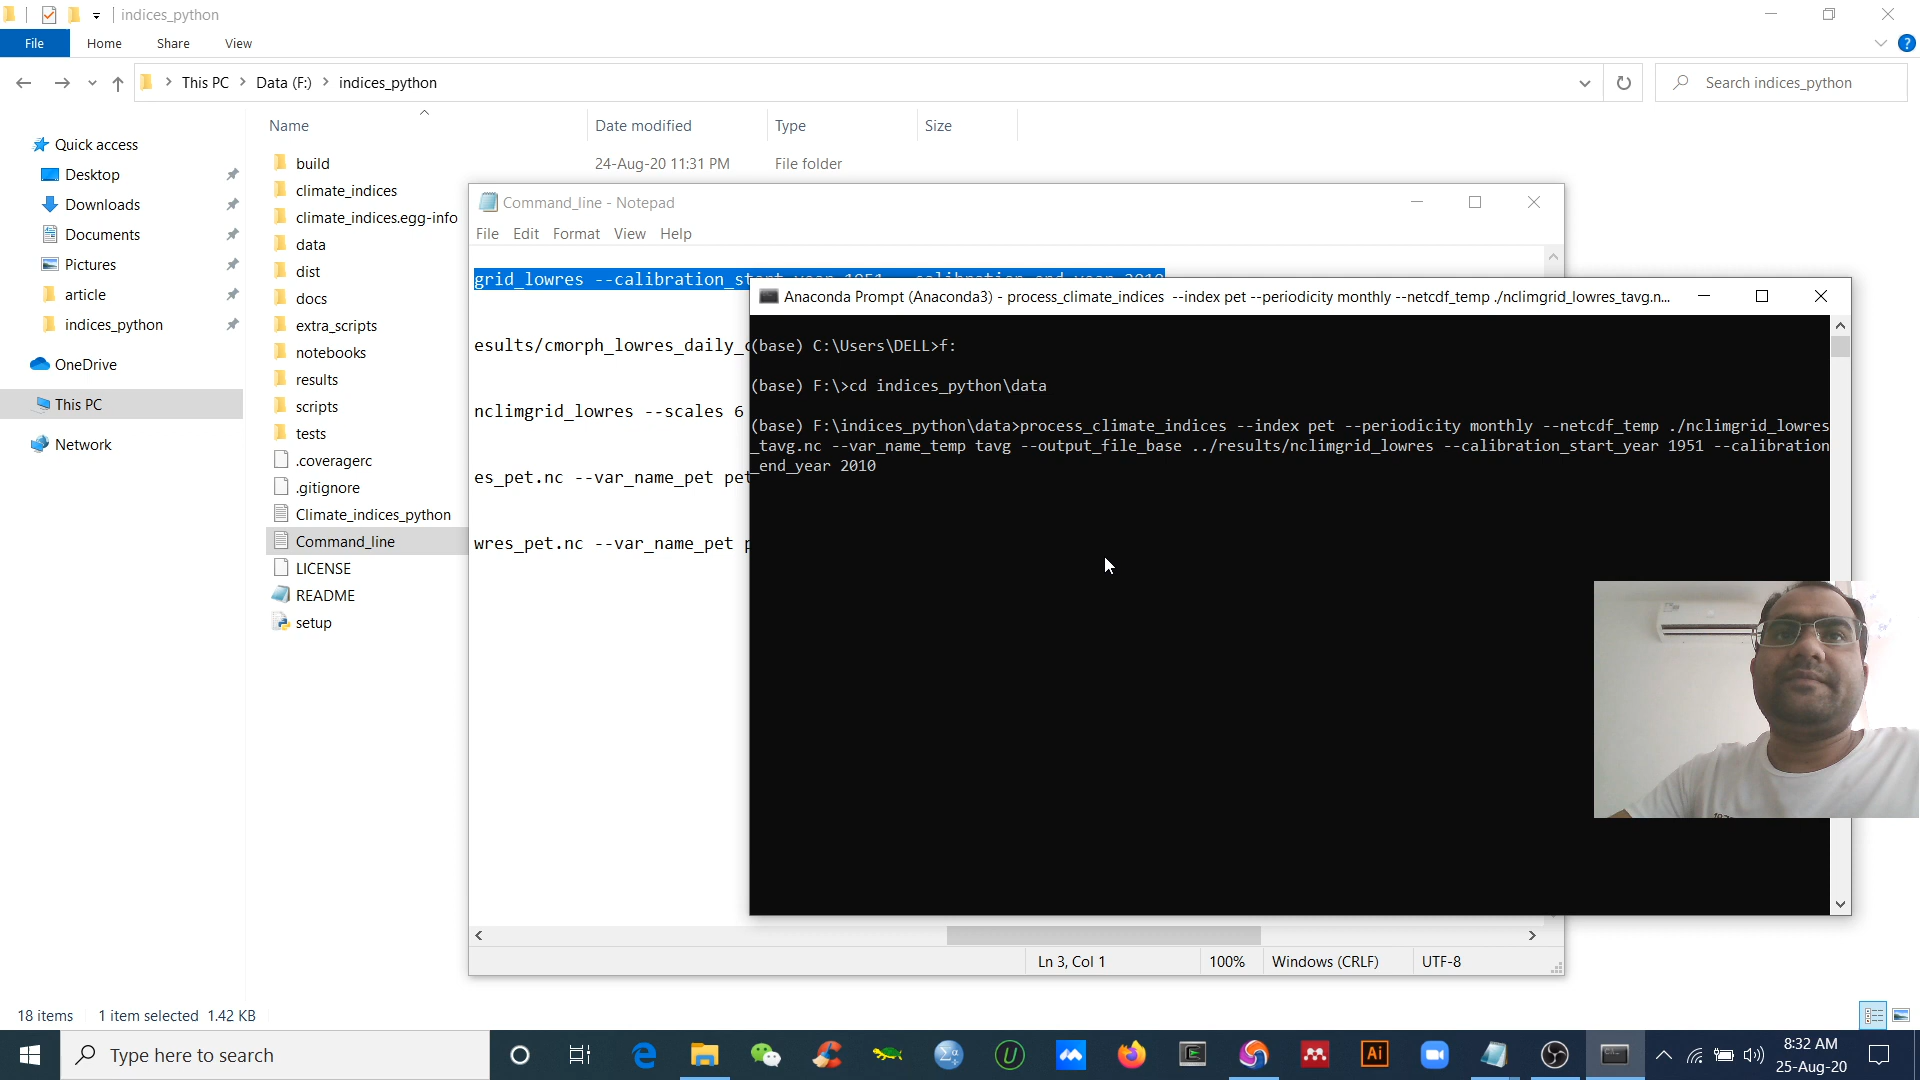 indices_python
File Home Share View
This PC > Data (F:) > indices_python
Search indices_python
Name Date modified Type Size
Quick access
Desktop
Downloads
Documents
Pictures
article
indices_python
OneDrive
This PC
Network
build 24-Aug-20 11:31 PM File folder
climate_indices
climate_indices.egg-info
data
dist
docs
extra_scripts
notebooks
results
scripts
tests
.coveragerc
.gitignore
Climate_indices_python
Command_line
LICENSE
README
setup
Command_line - Notepad
File Edit Format View Help
grid_lowres --calibration_start_year 1951 --calibration_end_year 2010
esults/cmorph_lowres_daily_
nclimgrid_lowres --scales 6
es_pet.nc --var_name_pet pet
wres_pet.nc --var_name_pet p
Ln 3, Col 1 100% Windows (CRLF) UTF-8
Anaconda Prompt (Anaconda3) - process_climate_indices --index pet --periodicity monthly --netcdf_temp ./nclimgrid_lowres_tavg.n...
(base) C:\Users\DELL>f:
(base) F:\>cd indices_python\data
(base) F:\indices_python\data>process_climate_indices --index pet --periodicity monthly --netcdf_temp ./nclimgrid_lowres
_tavg.nc --var_name_temp tavg --output_file_base ../results/nclimgrid_lowres --calibration_start_year 1951 --calibration
_end_year 2010
18 items 1 item selected 1.42 KB
Type here to search
8:32 AM
25-Aug-20